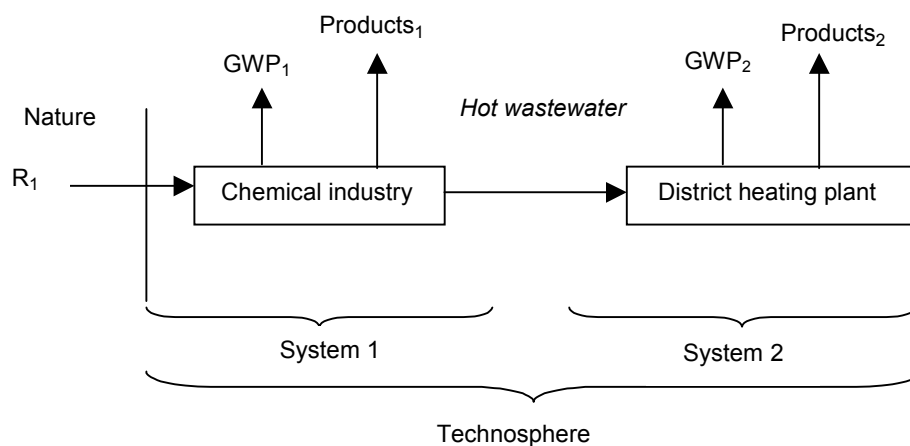 Products₁
Products₂
GWP₁
GWP₂
Hot wastewater
Nature
R₁
Chemical industry
District heating plant
System 1
System 2
Technosphere